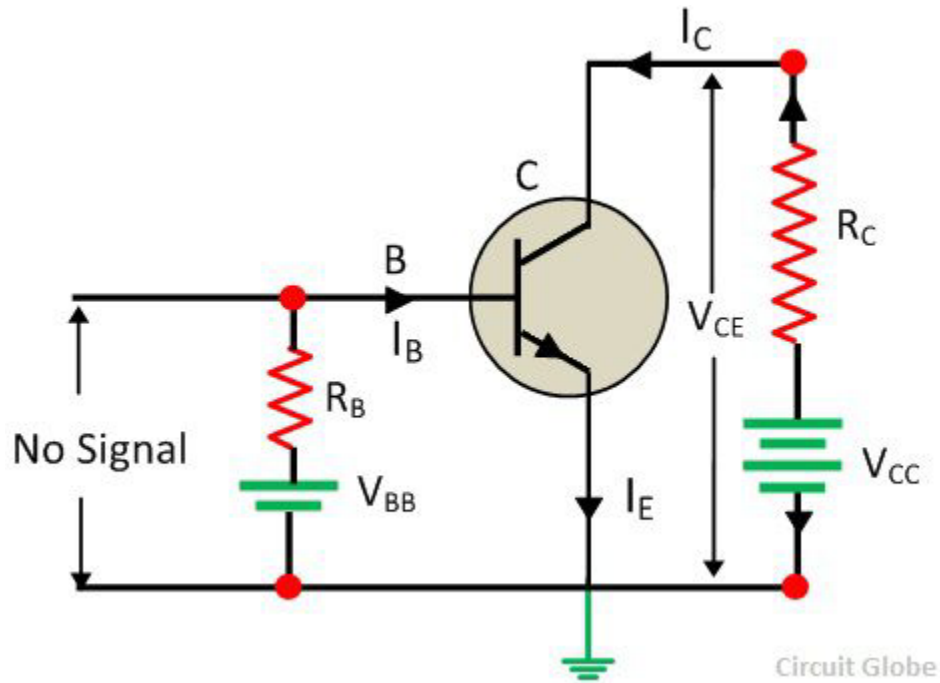 I_C
C
R_C
B
V_CE
I_B
R_B
No Signal
V_CC
V_BB
I_E
Circuit Globe